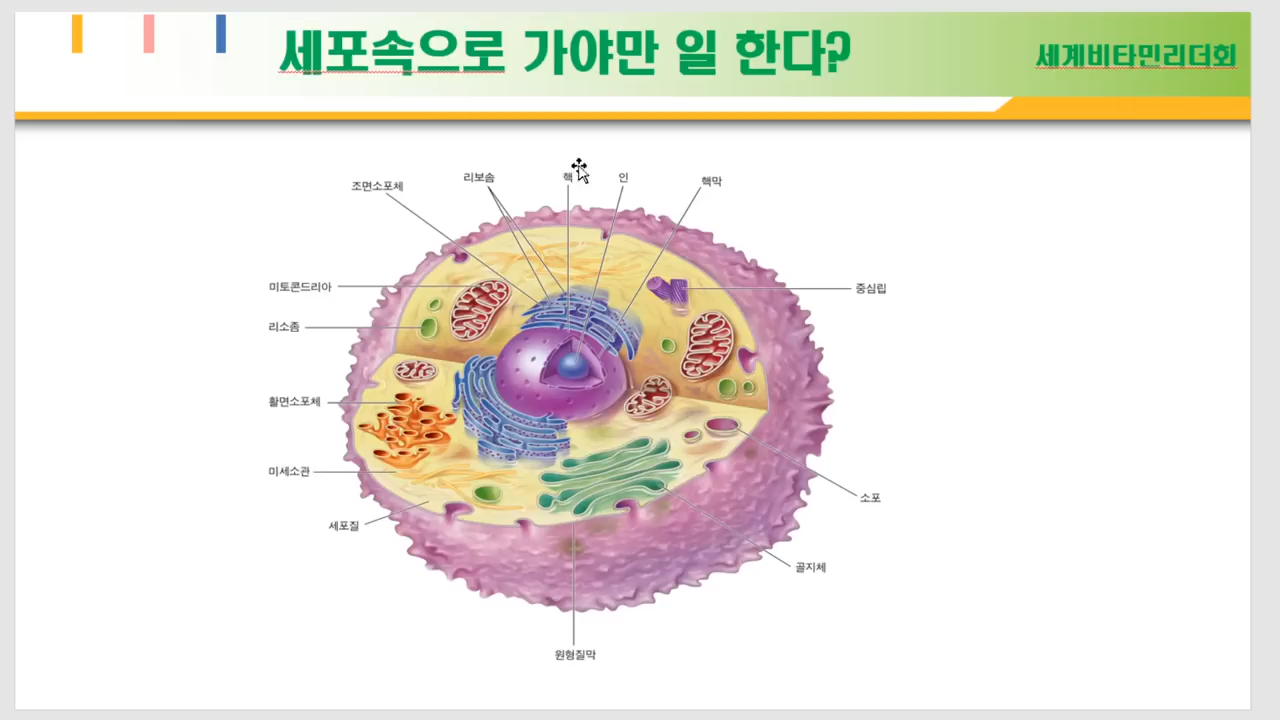 세포속으로 가야만 일 한다?
세계비타민리더회
조면소포체
리보솜
핵
인
핵막
미토콘드리아
중심립
리소좀
활면소포체
미세소관
소포
세포질
골지체
원형질막